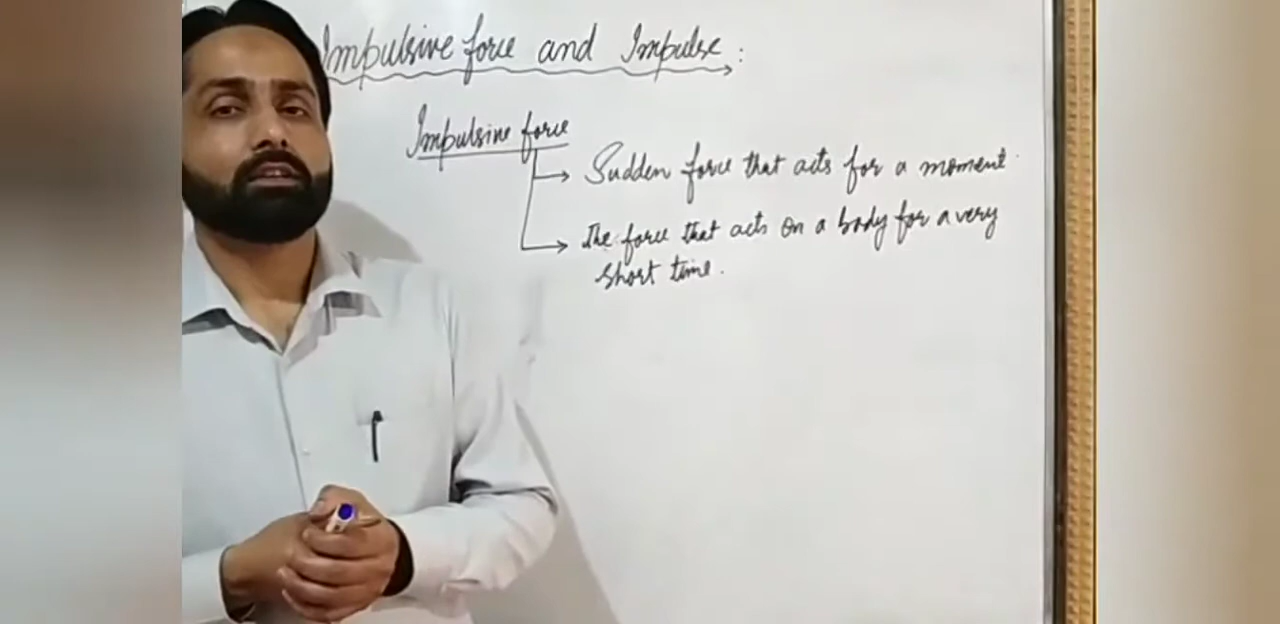 Impulsive force and Impulse:
Impulsive force
Sudden force that acts for a moment.
The force that acts on a body for a very
short time.